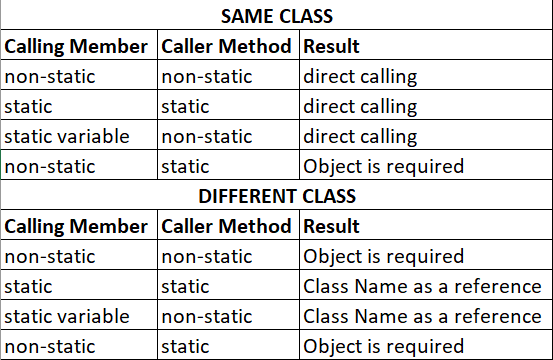 SAME CLASS
Calling Member Caller Method Result
non-static non-static direct calling
static static direct calling
static variable non-static direct calling
non-static static Object is required
DIFFERENT CLASS
Calling Member Caller Method Result
non-static non-static Object is required
static static Class Name as a reference
static variable non-static Class Name as a reference
non-static static Object is required